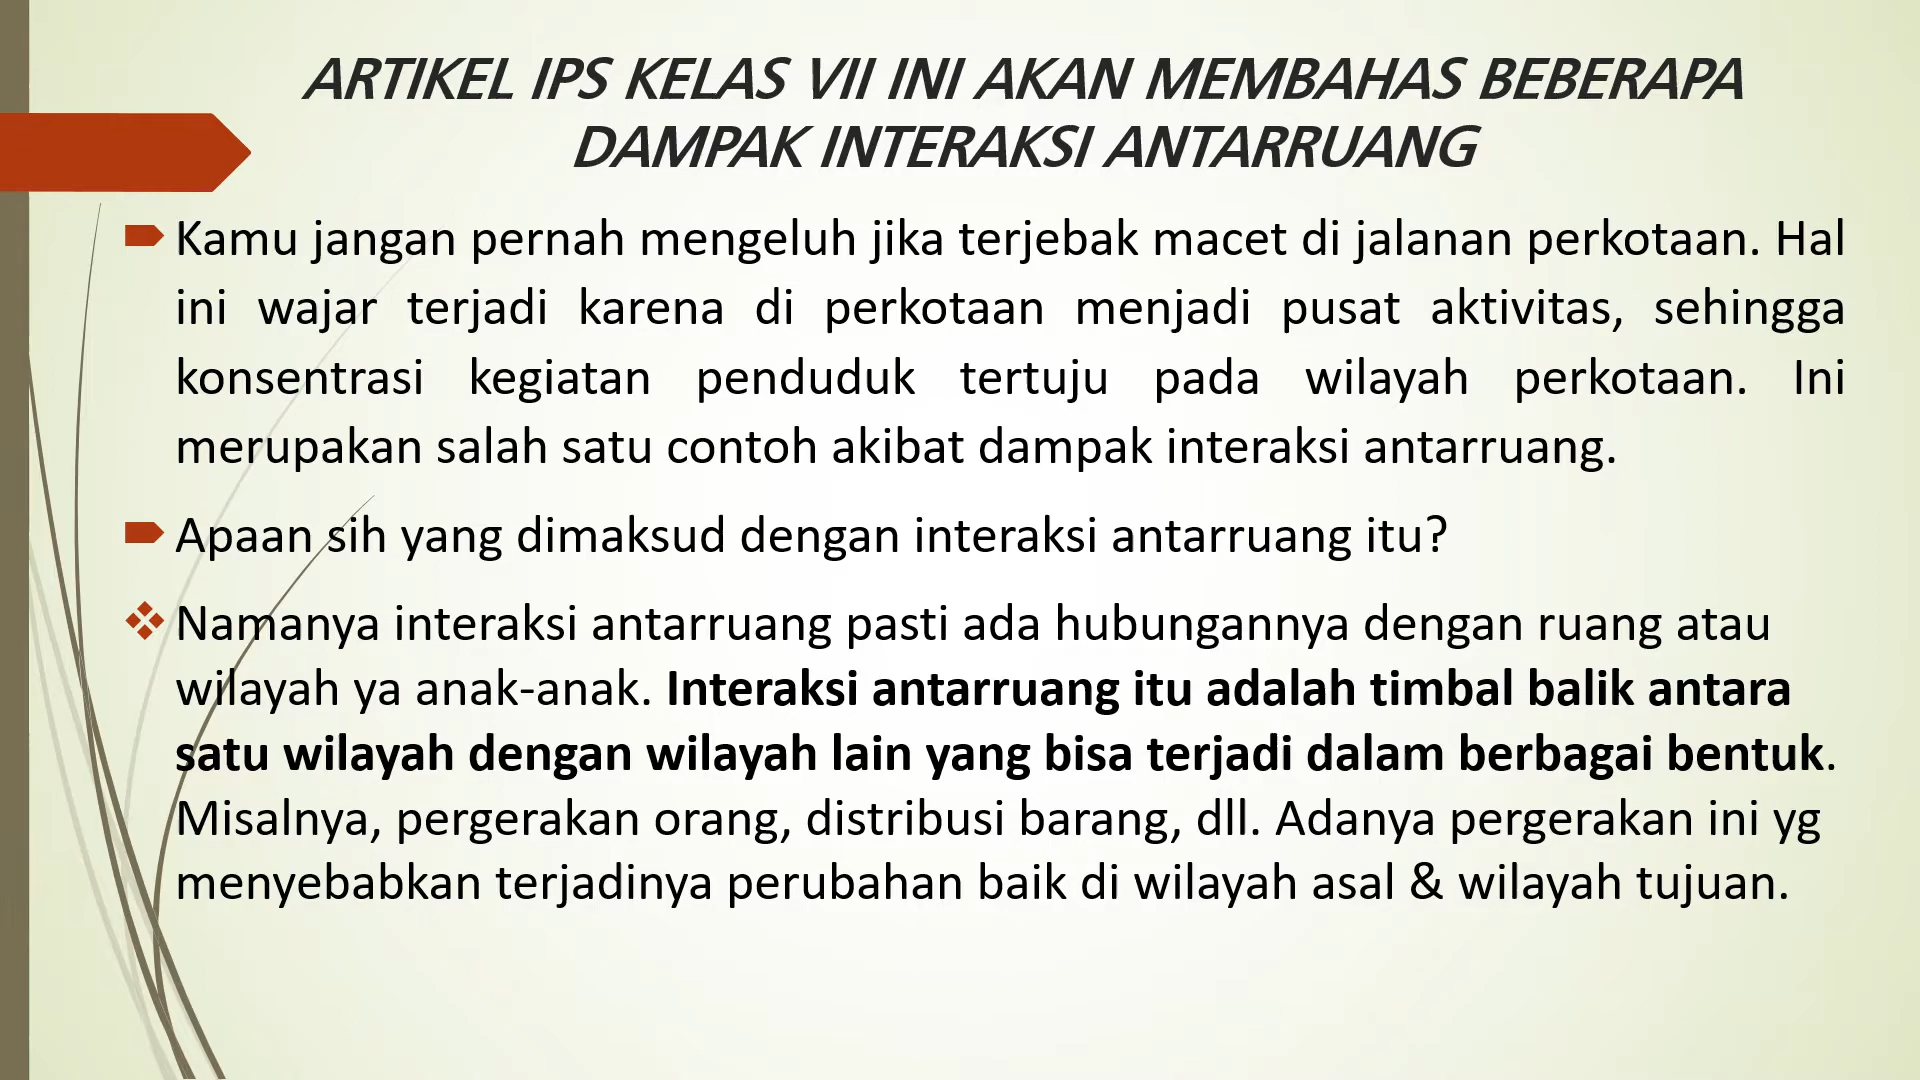 ARTIKEL IPS KELAS VII INI AKAN MEMBAHAS BEBERAPA
DAMPAK INTERAKSI ANTARRUANG
Kamu jangan pernah mengeluh jika terjebak macet di jalanan perkotaan. Hal
ini wajar terjadi karena di perkotaan menjadi pusat aktivitas, sehingga
konsentrasi kegiatan penduduk tertuju pada wilayah perkotaan. Ini
merupakan salah satu contoh akibat dampak interaksi antarruang.
Apaan sih yang dimaksud dengan interaksi antarruang itu?
Namanya interaksi antarruang pasti ada hubungannya dengan ruang atau
wilayah ya anak-anak. Interaksi antarruang itu adalah timbal balik antara
satu wilayah dengan wilayah lain yang bisa terjadi dalam berbagai bentuk.
Misalnya, pergerakan orang, distribusi barang, dll. Adanya pergerakan ini yg
menyebabkan terjadinya perubahan baik di wilayah asal & wilayah tujuan.